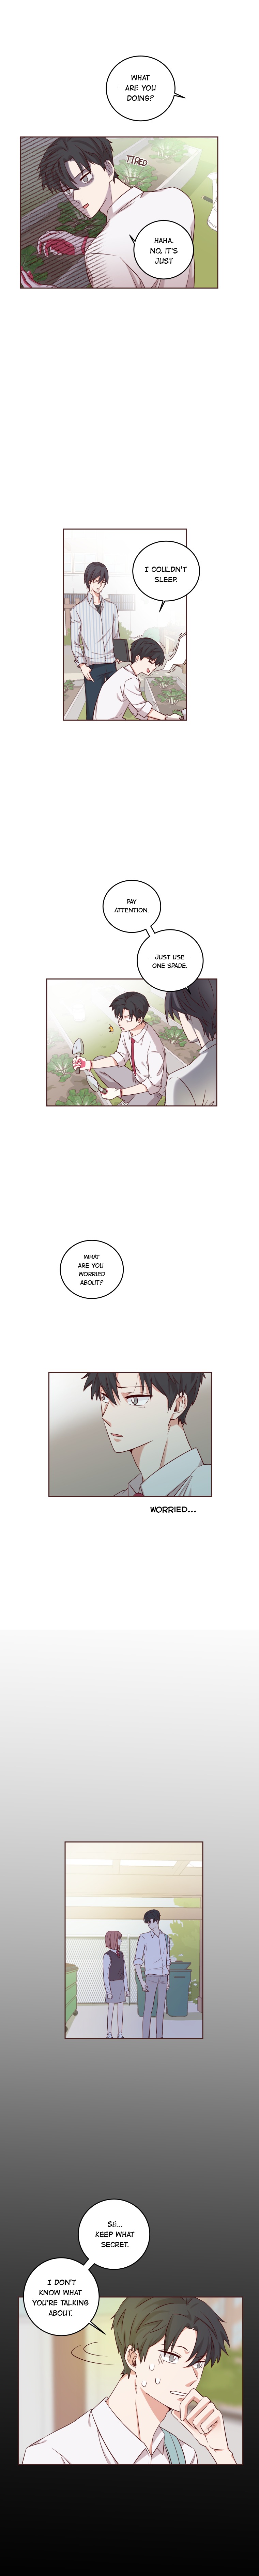 WHAT
ARE YOU
DOING?
TIRED
HAHA.
NO, IT'S
JUST
I COULDN'T
SLEEP.
PAY
ATTENTION.
JUST USE
ONE SPADE.
WHAT
ARE YOU
WORRIED
ABOUT?
WORRIED...
SE...
KEEP WHAT
SECRET.
I DON'T
KNOW WHAT
YOU'RE TALKING
ABOUT.